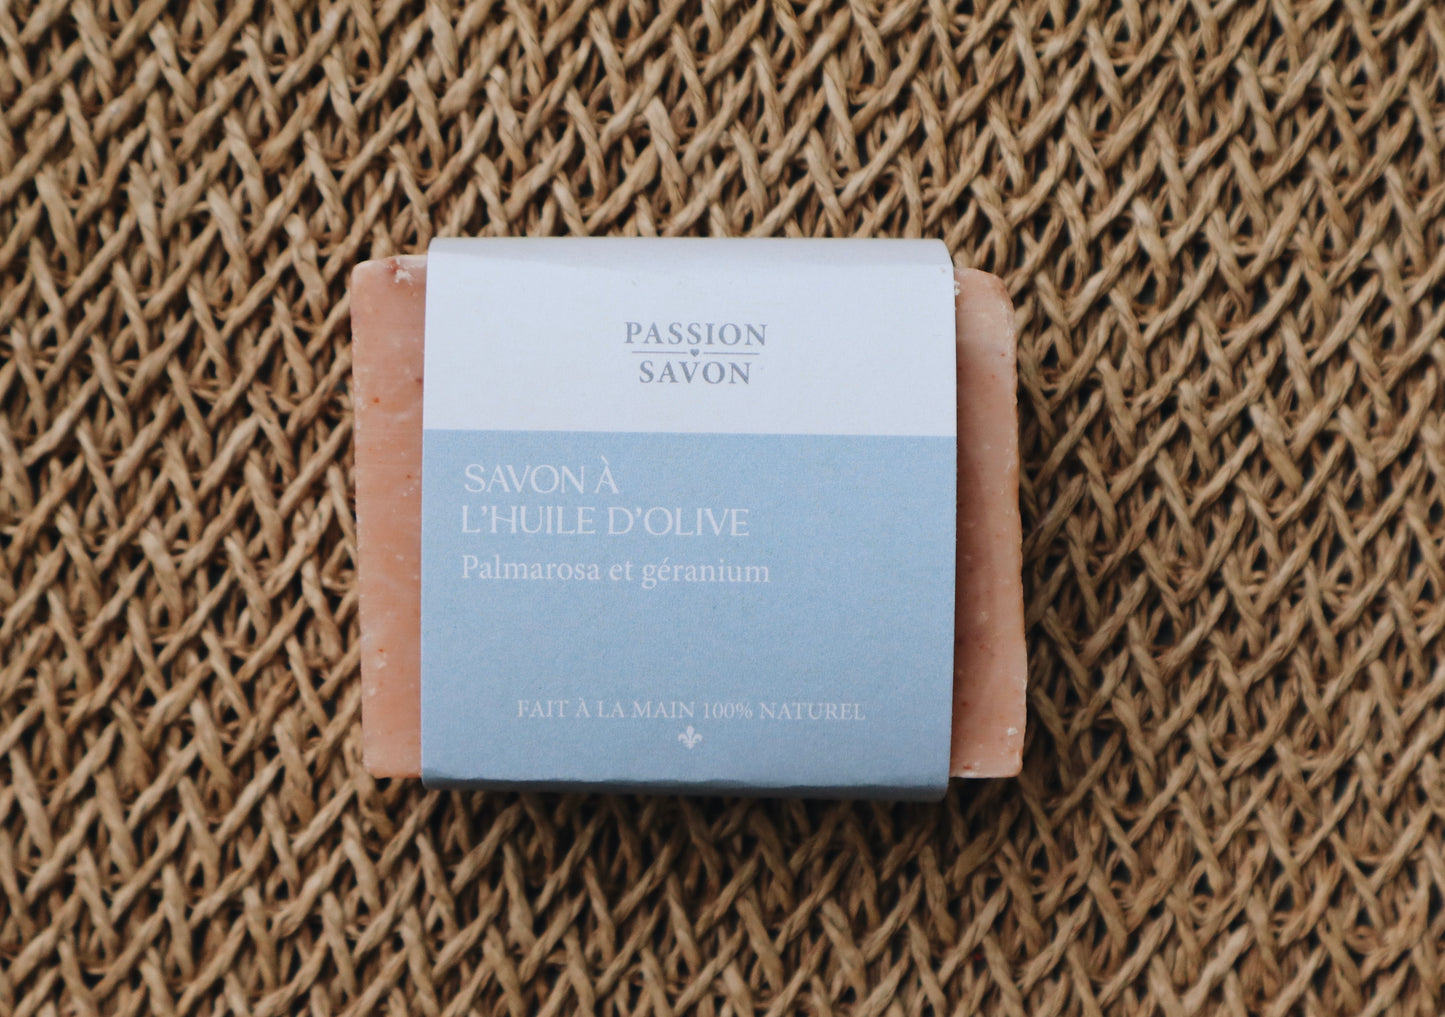 PASSION
SAVON
SAVON À
L'HUILE D'OLIVE
Palmarosa et géranium
FAIT À LA MAIN 100% NATUREL